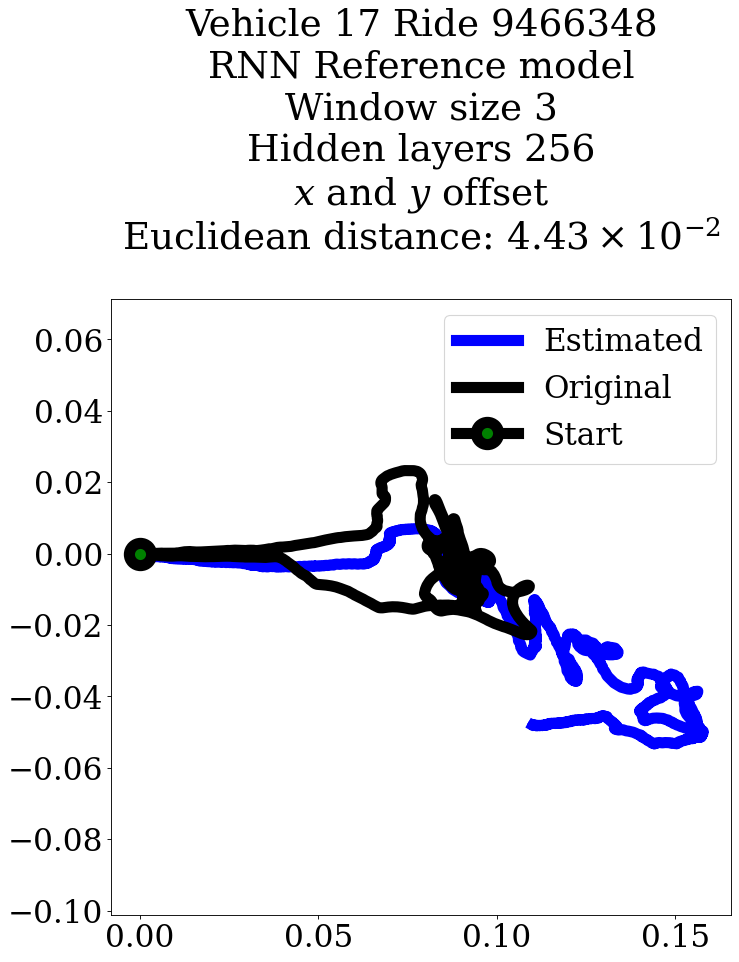 Vehicle 17 Ride 9466348
RNN Reference model
Window size 3
Hidden layers 256
x and y offset
Euclidean distance: 4.43 × 10⁻²
Estimated
Original
Start
0.06
0.04
0.02
0.00
−0.02
−0.04
−0.06
−0.08
−0.10
0.00 0.05 0.10 0.15